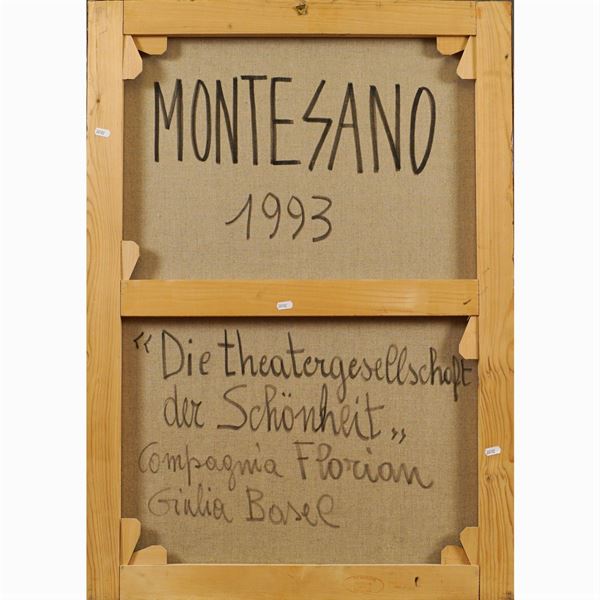 MONTESANO
1993
“Die theatergesellschaft
der Schönheit„
Compagnia Florian
Giulia Basel